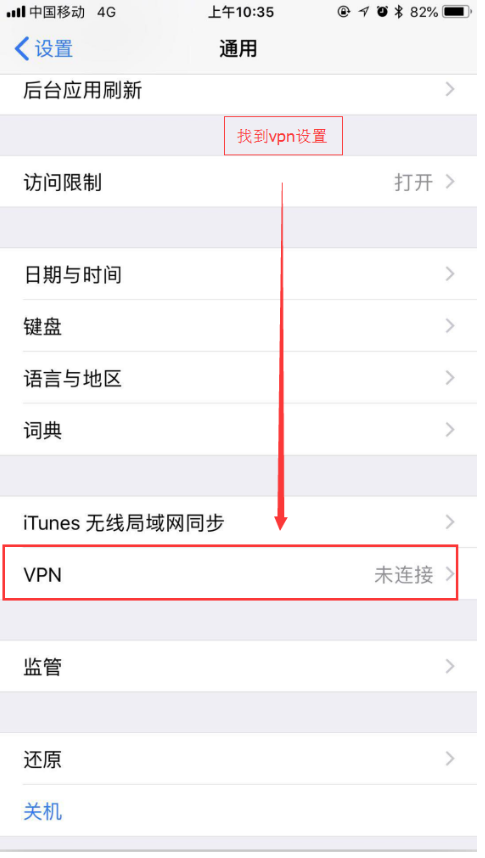 中国移动 4G 上午10:35 82%
设置 通用
后台应用刷新
找到vpn设置
访问限制 打开
日期与时间
键盘
语言与地区
词典
iTunes 无线局域网同步
VPN 未连接
监管
还原
关机